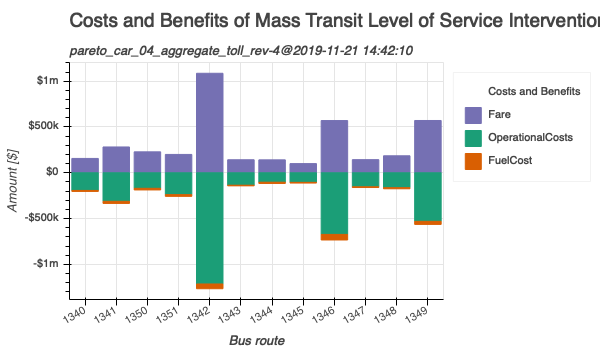 Costs and Benefits of Mass Transit Level of Service Interventio
pareto_car_04_aggregate_toll_rev-4@2019-11-21 14:42:10
Amount [$]
$1m
$500k
$0
-$500k
-$1m
Costs and Benefits
Fare
OperationalCosts
FuelCost
1340 1341 1350 1351 1342 1343 1344 1345 1346 1347 1348 1349
Bus route